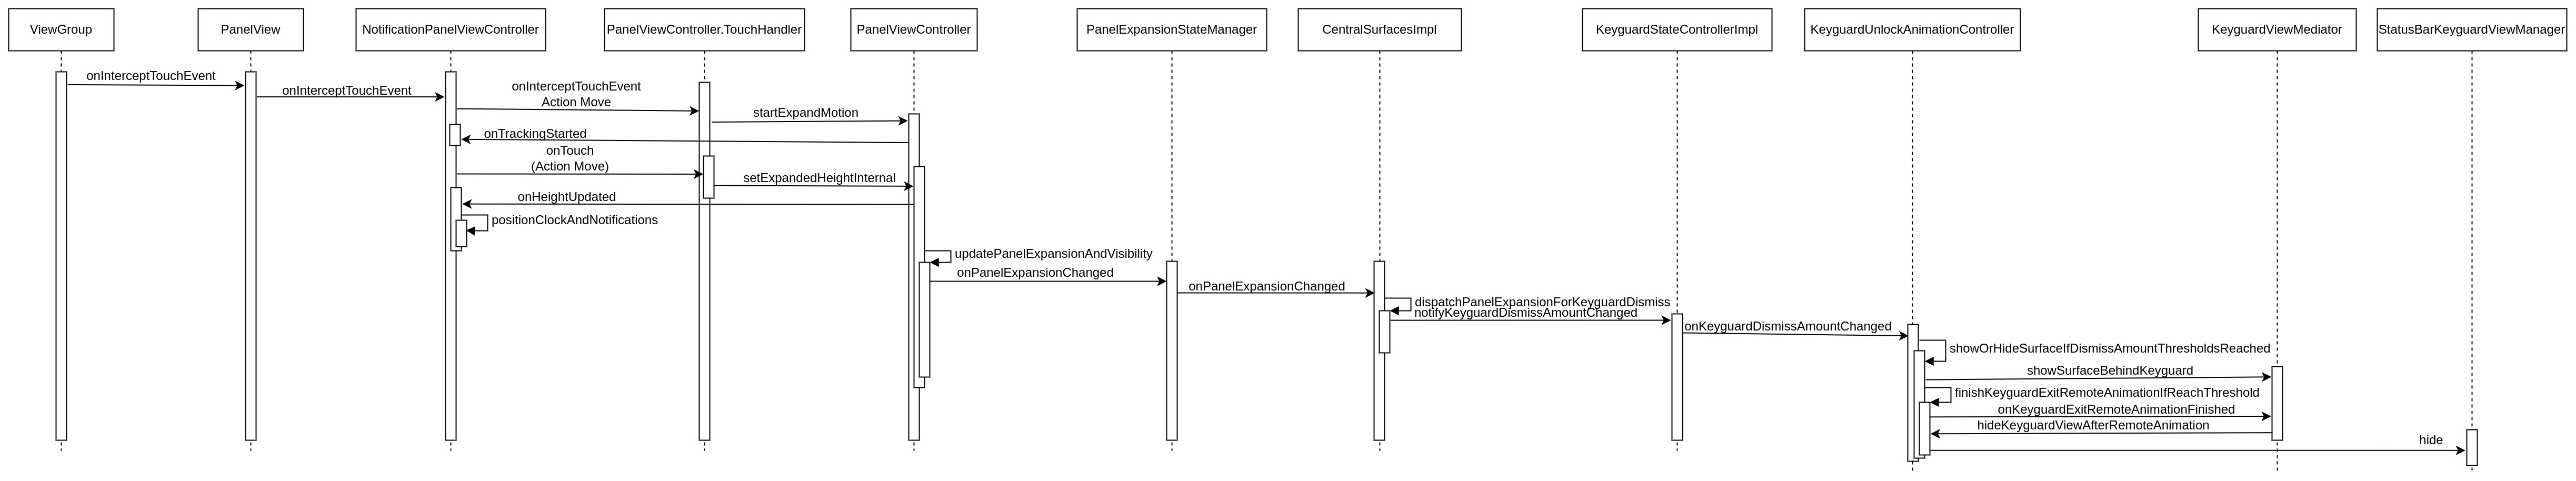 ViewGroup
PanelView
NotificationPanelViewController
PanelViewController.TouchHandler
PanelViewController
PanelExpansionStateManager
CentralSurfacesImpl
KeyguardStateControllerImpl
KeyguardUnlockAnimationController
KeyguardViewMediator
StatusBarKeyguardViewManager
onInterceptTouchEvent
onInterceptTouchEvent
onInterceptTouchEvent
Action Move
startExpandMotion
onTrackingStarted
onTouch
(Action Move)
setExpandedHeightInternal
onHeightUpdated
positionClockAndNotifications
updatePanelExpansionAndVisibility
onPanelExpansionChanged
onPanelExpansionChanged
dispatchPanelExpansionForKeyguardDismiss
notifyKeyguardDismissAmountChanged
onKeyguardDismissAmountChanged
showOrHideSurfaceIfDismissAmountThresholdsReached
showSurfaceBehindKeyguard
finishKeyguardExitRemoteAnimationIfReachThreshold
onKeyguardExitRemoteAnimationFinished
hideKeyguardViewAfterRemoteAnimation
hide